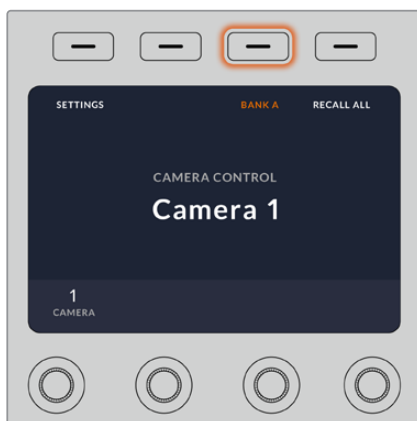 SETTINGS BANK A RECALL ALL
CAMERA CONTROL
Camera 1
1
CAMERA